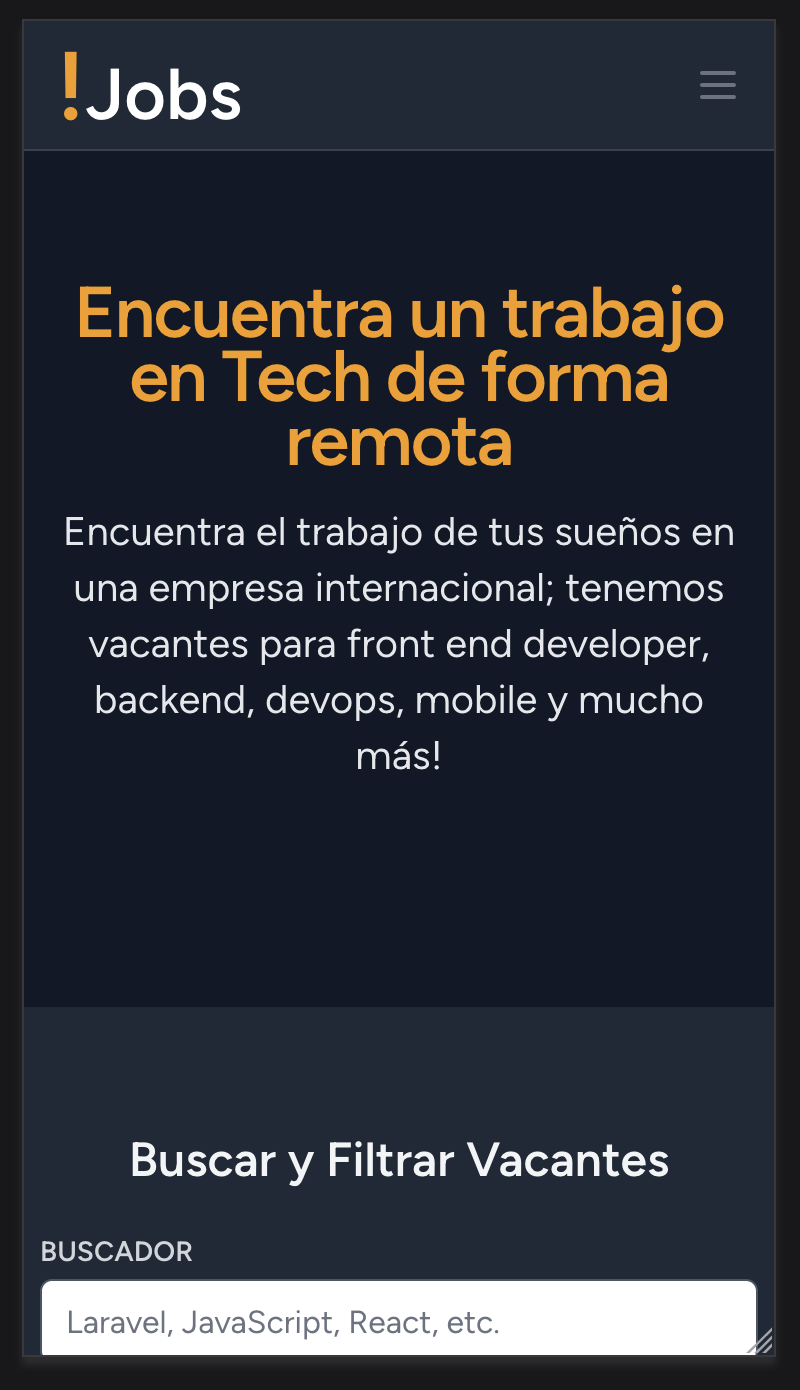 !Jobs
Encuentra un trabajo
en Tech de forma
remota
Encuentra el trabajo de tus sueños en
una empresa internacional; tenemos
vacantes para front end developer,
backend, devops, mobile y mucho
más!
Buscar y Filtrar Vacantes
BUSCADOR
Laravel, JavaScript, React, etc.